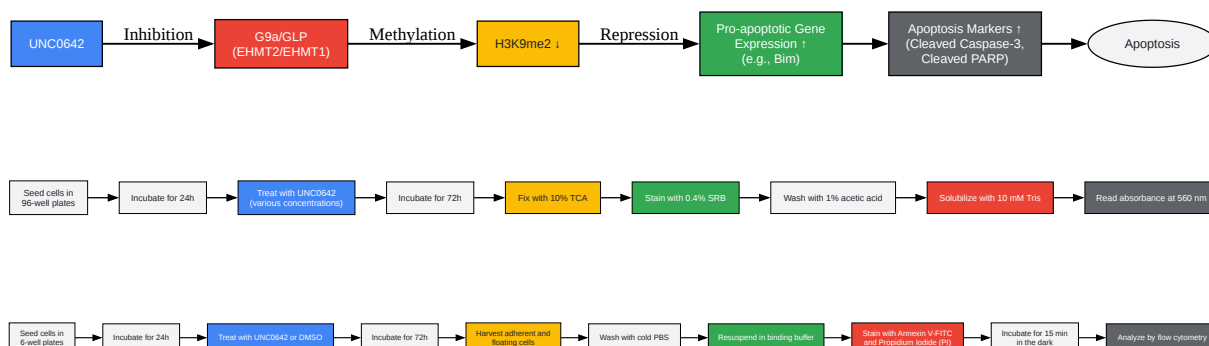 UNC0642
Inhibition
G9a/GLP
(EHMT2/EHMT1)
Methylation
H3K9me2 ↓
Repression
Pro-apoptotic Gene
Expression ↑
(e.g., Bim)
Apoptosis Markers ↑
(Cleaved Caspase-3,
Cleaved PARP)
Apoptosis
Seed cells in
96-well plates
Incubate for 24h
Treat with UNC0642
(various concentrations)
Incubate for 72h
Fix with 10% TCA
Stain with 0.4% SRB
Wash with 1% acetic acid
Solubilize with 10 mM Tris
Read absorbance at 560 nm
Seed cells in
6-well plates
Incubate for 24h
Treat with UNC0642 or DMSO
Incubate for 72h
Harvest adherent and
floating cells
Wash with cold PBS
Resuspend in binding buffer
Stain with Annexin V-FITC
and Propidium Iodide (PI)
Incubate for 15 min
in the dark
Analyze by flow cytometry